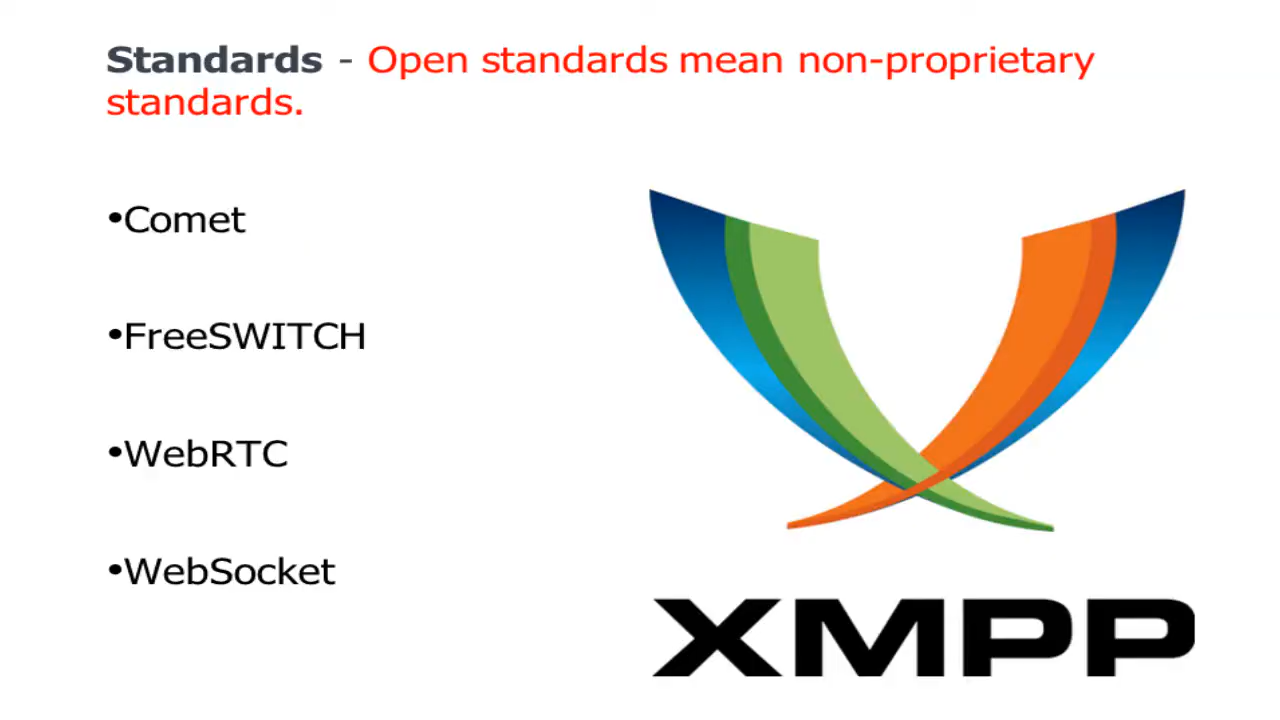 Standards - Open standards mean non-proprietary
standards.
•Comet
•FreeSWITCH
•WebRTC
•WebSocket
XMPP